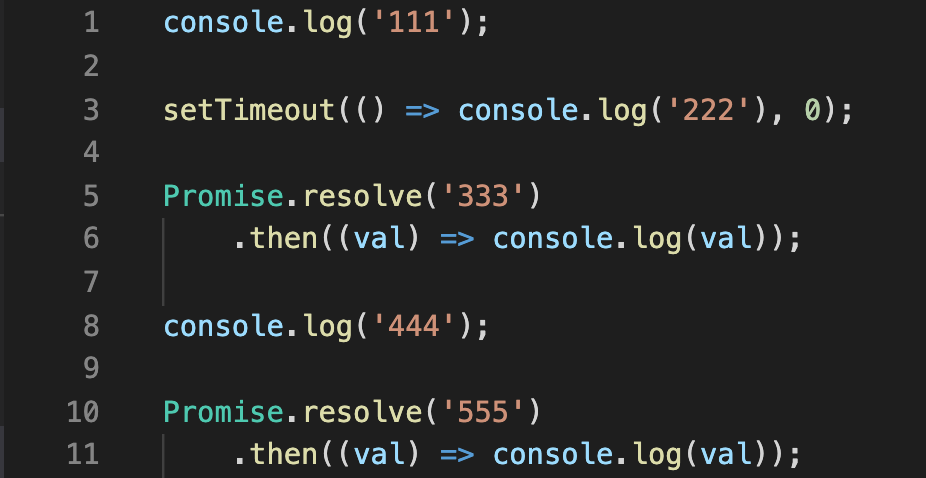 1 console.log('111');
2
3 setTimeout(() => console.log('222'), 0);
4
5 Promise.resolve('333')
6     .then((val) => console.log(val));
7
8 console.log('444');
9
10 Promise.resolve('555')
11     .then((val) => console.log(val));